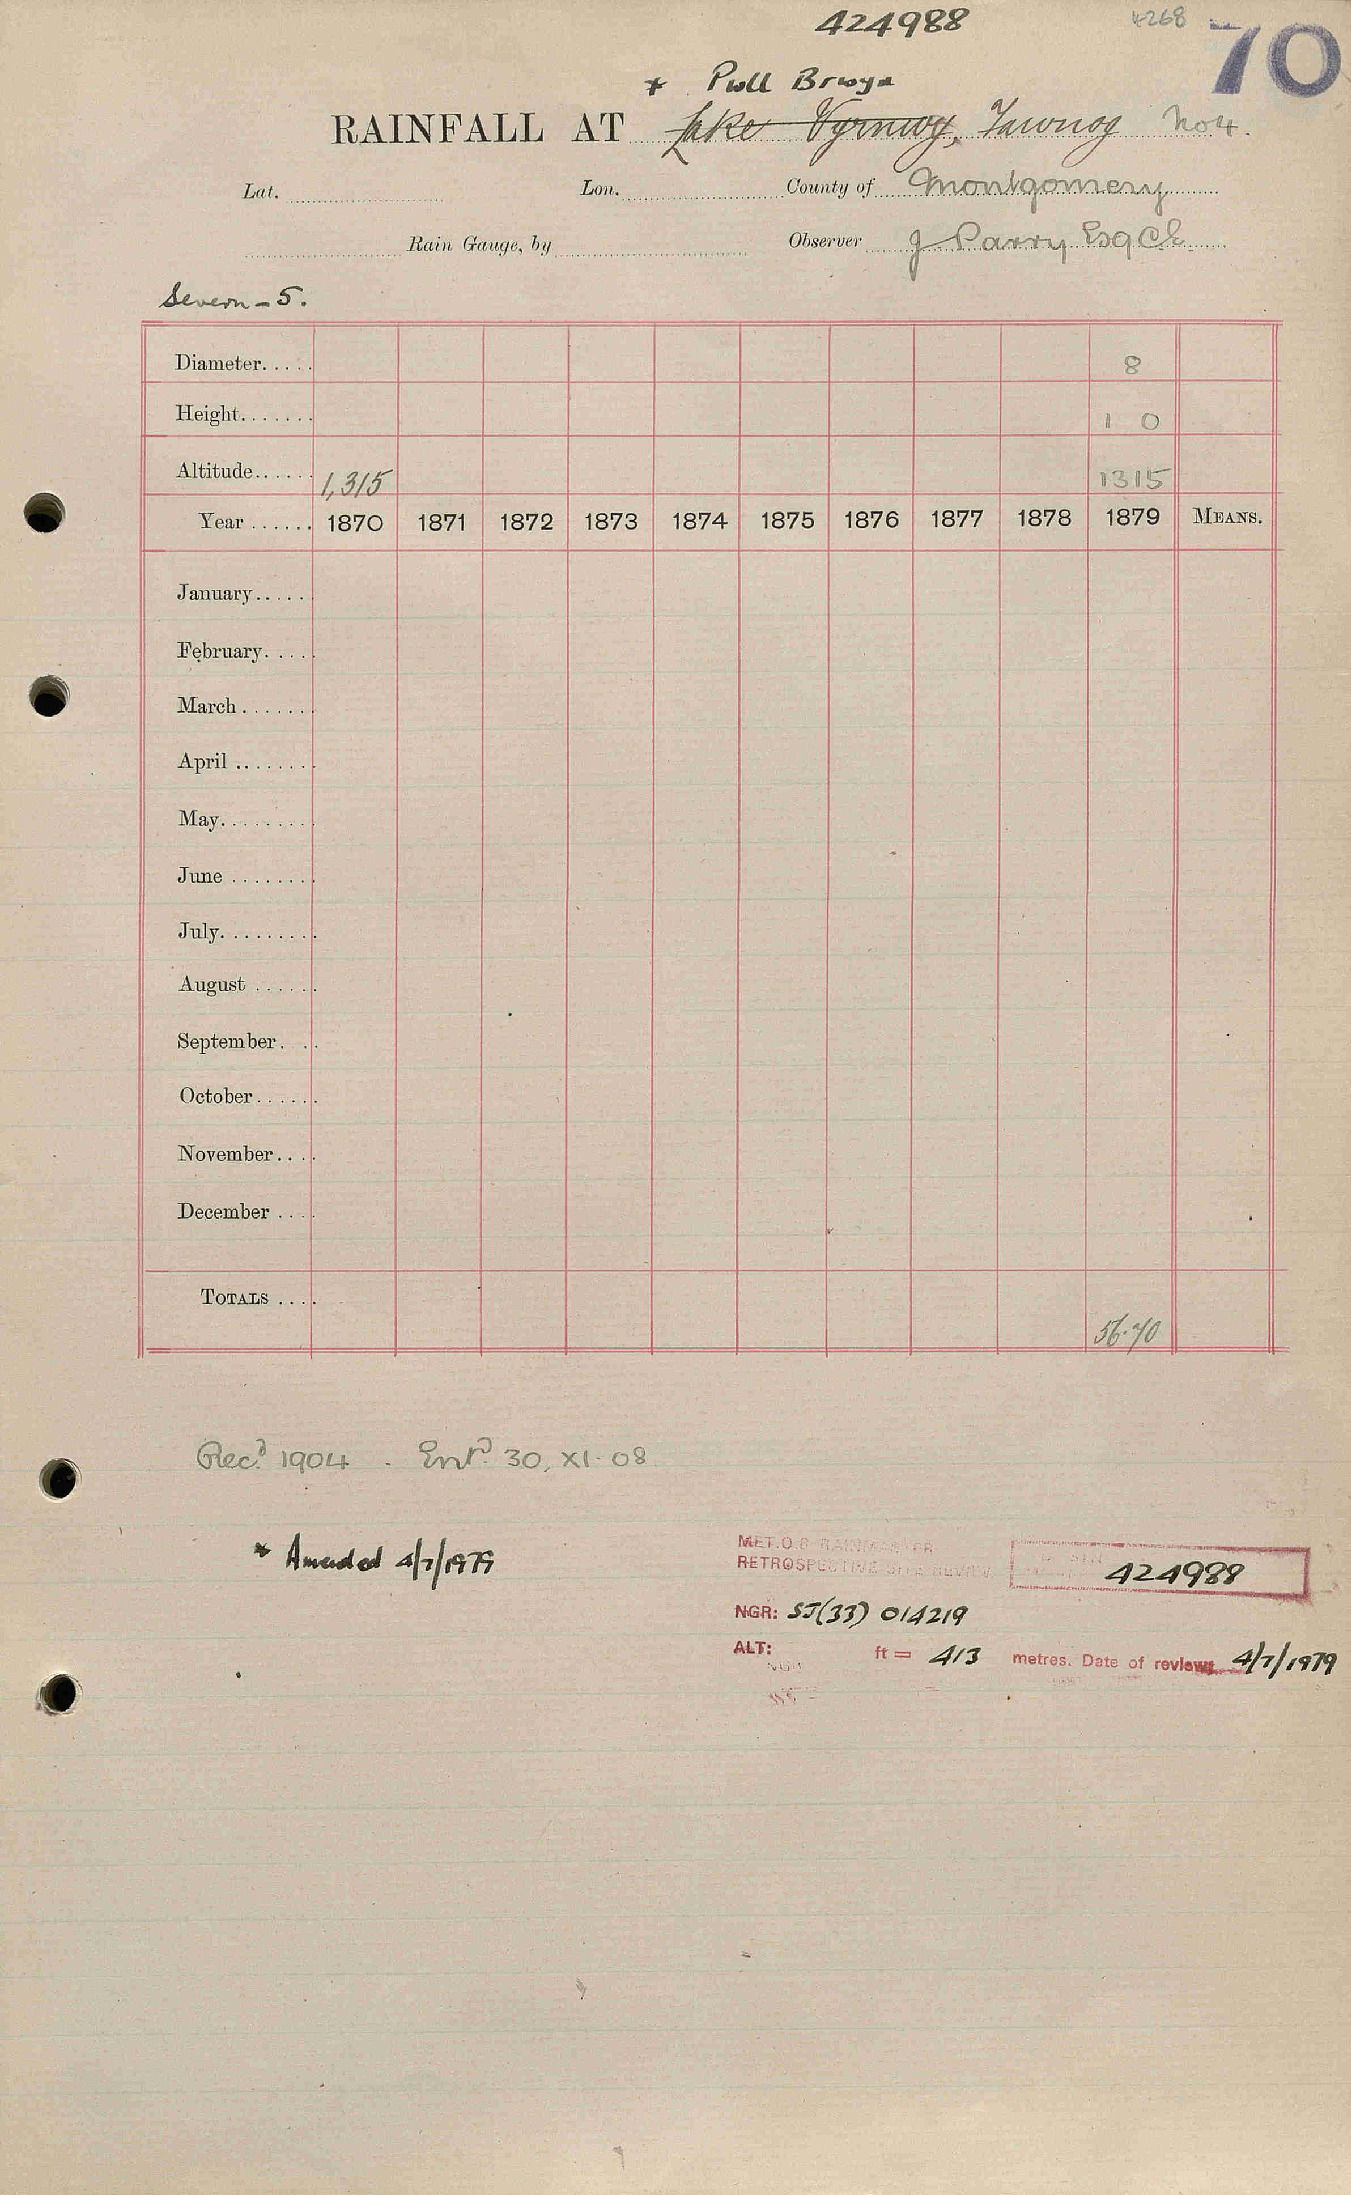 424988
4268
70
* Pwll Brwyn
RAINFALL AT Lake Vyrnwy, Tawnog No 4.
Lat. Lon. County of Montgomery
Rain Gauge, by Observer J Parry Esq CE
Severn - 5.
Diameter..... 8
Height....... 1 0
Altitude...... 1,315 1315
Year ...... 1870 1871 1872 1873 1874 1875 1876 1877 1878 1879 MEANS.
January.....
February.....
March.......
April ........
May.........
June ........
July.........
August ......
September. ..
October......
November....
December ....
TOTALS .... 56.70
Recd 1904. Entd 30, XI. 08
* Amended 4/7/1979
MET.O.8 RAINMASTER
RETROSPECTIVE SITE REVIEW
424988
NGR: SJ(33) 014219
ALT: ft = 413 metres. Date of review 4/7/1979